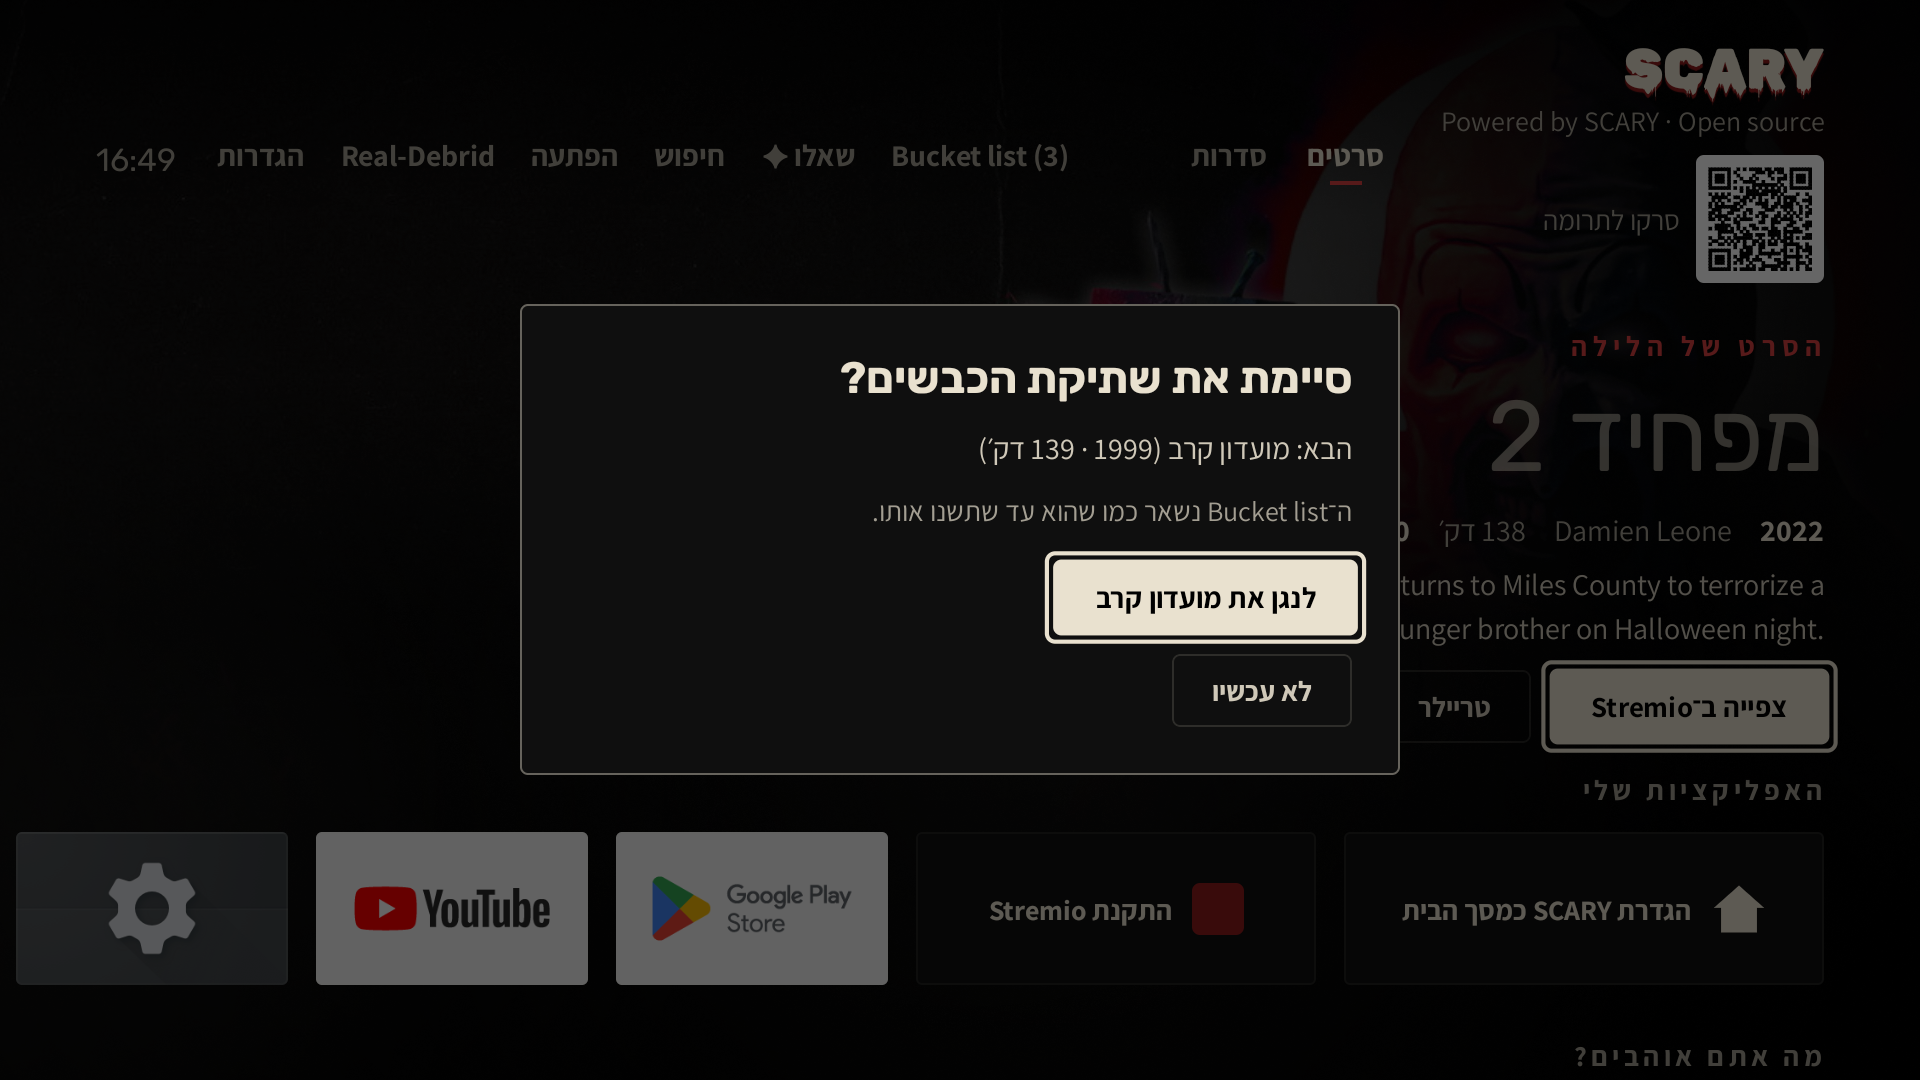 SCARY
Powered by SCARY · Open source
סרטים
סדרות
Bucket list (3)
שאלו
חיפוש
הפתעה
Real-Debrid
הגדרות
16:49
סרקו לתרומה
הסרט של הלילה
מפחיד 2
2022 Damien Leone 138 דק׳
turns to Miles County to terrorize a
unger brother on Halloween night.
צפייה ב־Stremio
טריילר
סיימת את שתיקת הכבשים?
הבא: מועדון קרב (1999 · 139 דק׳)
ה־Bucket list נשאר כמו שהוא עד שתשנו אותו.
לנגן את מועדון קרב
לא עכשיו
האפליקציות שלי
הגדרת SCARY כמסך הבית
התקנת Stremio
Google Play
Store
YouTube
מה אתם אוהבים?